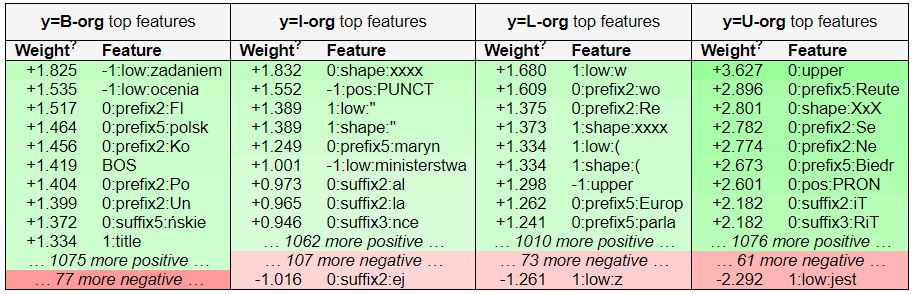 y=B-org top features y=I-org top features y=L-org top features y=U-org top features
Weight? Feature Weight? Feature Weight? Feature Weight? Feature
+1.825 -1:low:zadaniem +1.832 0:shape:xxxx +1.680 1:low:w +3.627 0:upper
+1.535 -1:low:ocenia +1.552 -1:pos:PUNCT +1.609 0:prefix2:wo +2.896 0:prefix5:Reute
+1.517 0:prefix2:Fl +1.389 1:low:" +1.375 0:prefix2:Re +2.801 0:shape:XxX
+1.464 0:prefix5:polsk +1.389 1:shape:" +1.373 1:shape:xxxx +2.782 0:prefix2:Se
+1.456 0:prefix2:Ko +1.249 0:prefix5:maryn +1.334 1:low:( +2.774 0:prefix2:Ne
+1.419 BOS +1.001 -1:low:ministerstwa +1.334 1:shape:( +2.673 0:prefix5:Biedr
+1.404 0:prefix2:Po +0.973 0:suffix2:al +1.298 -1:upper +2.601 0:pos:PRON
+1.399 0:prefix2:Un +0.965 0:suffix2:la +1.262 0:prefix5:Europ +2.182 0:suffix2:iT
+1.372 0:suffix5:ńskie +0.946 0:suffix3:nce +1.241 0:prefix5:parla +2.182 0:suffix3:RiT
+1.334 1:title … 1062 more positive … … 1010 more positive … … 1076 more positive …
… 1075 more positive … … 107 more negative … … 73 more negative … … 61 more negative …
… 77 more negative … -1.016 0:suffix2:ej -1.261 1:low:z -2.292 1:low:jest